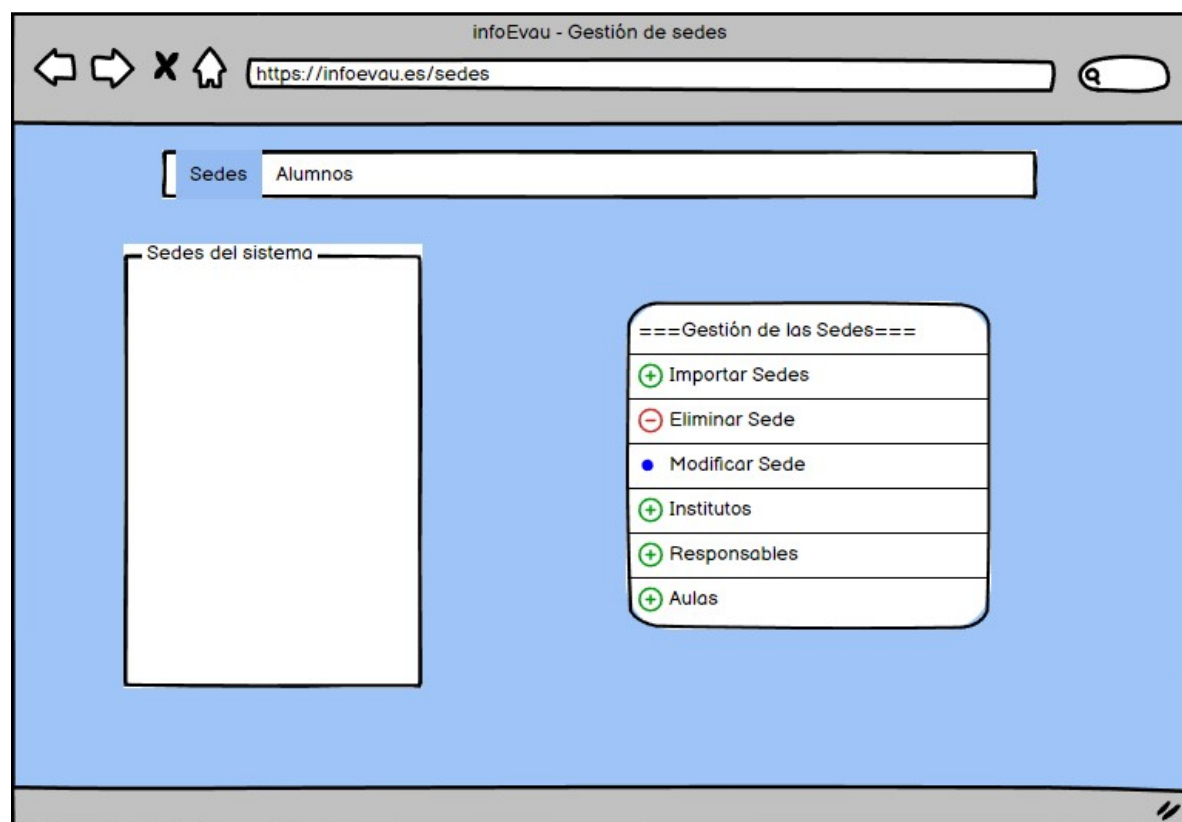 infoEvau - Gestión de sedes
https://infoevau.es/sedes
Sedes Alumnos
Sedes del sistema
===Gestión de las Sedes===
Importar Sedes
Eliminar Sede
Modificar Sede
Institutos
Responsables
Aulas